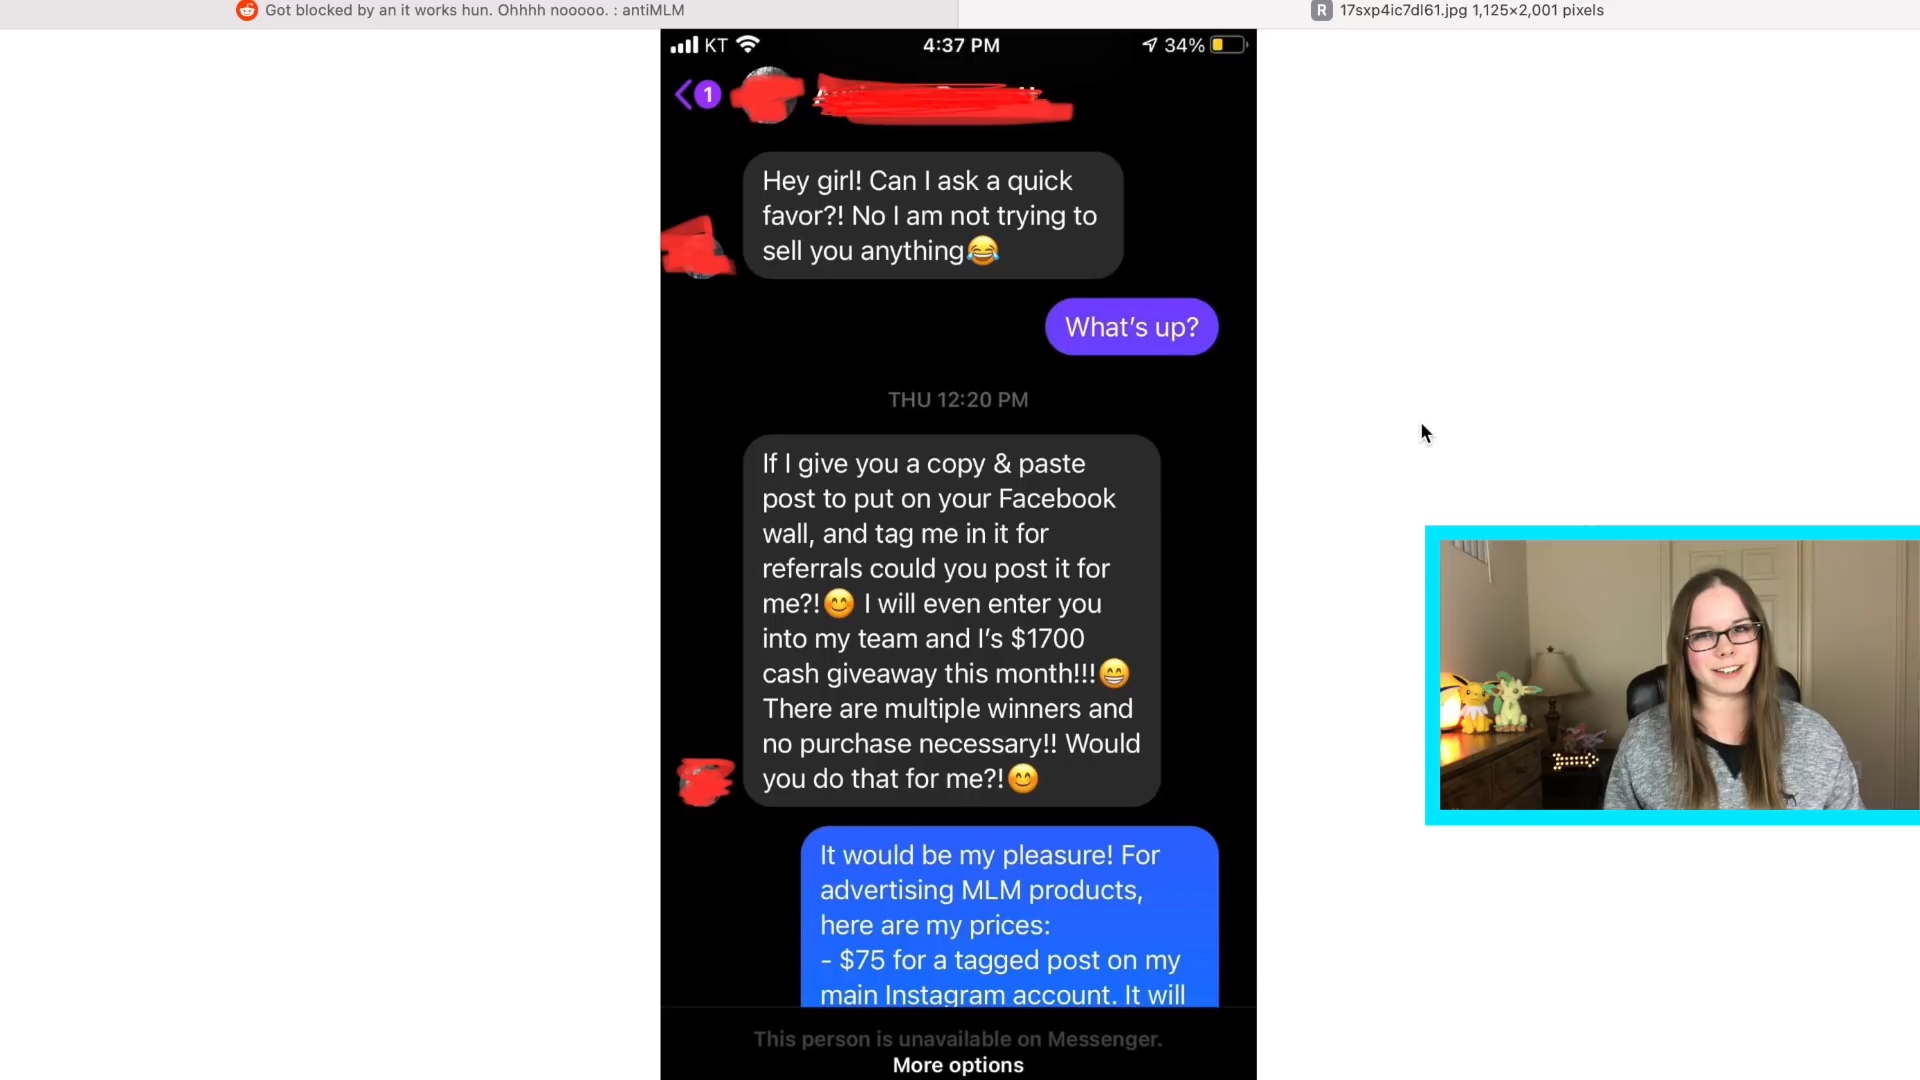 Got blocked by an it works hun. Ohhhh nooooo. : antiMLM
R 17sxp4ic7dl61.jpg 1,125×2,001 pixels
KT 4:37 PM 34%
1
Hey girl! Can I ask a quick
favor?! No I am not trying to
sell you anything😂
What's up?
THU 12:20 PM
If I give you a copy & paste
post to put on your Facebook
wall, and tag me in it for
referrals could you post it for
me?!😊 I will even enter you
into my team and I's $1700
cash giveaway this month!!!😁
There are multiple winners and
no purchase necessary!! Would
you do that for me?!😊
It would be my pleasure! For
advertising MLM products,
here are my prices:
- $75 for a tagged post on my
main Instagram account. It will
This person is unavailable on Messenger.
More options